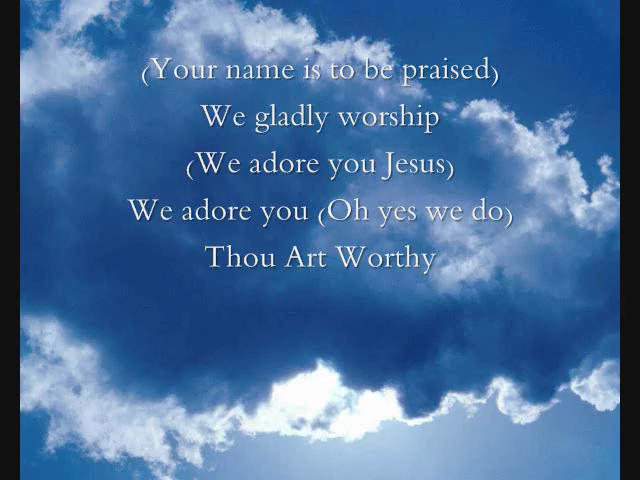 (Your name is to be praised)
We gladly worship
(We adore you Jesus)
We adore you (Oh yes we do)
Thou Art Worthy